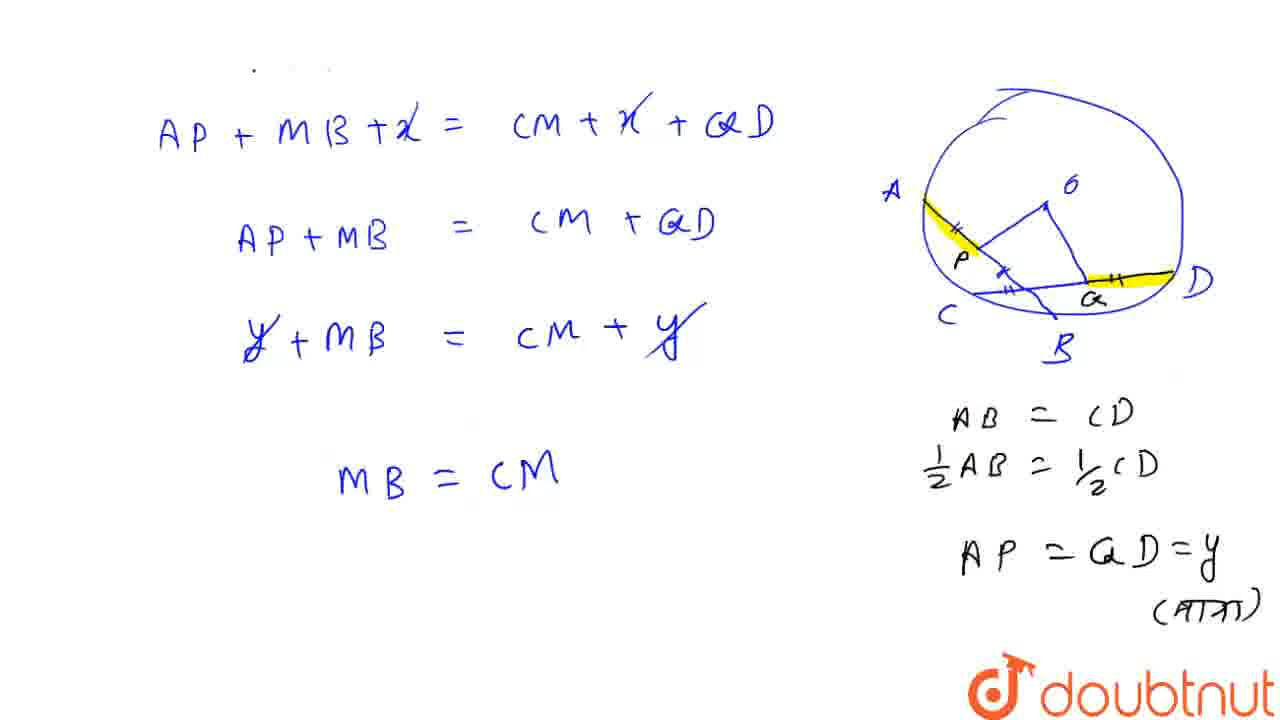 AP + MB + x = CM + x + QD
AP + MB = CM + QD
y + MB = CM + y
MB = CM
A
O
P
C
Q
D
B
AB = CD
1/2 AB = 1/2 CD
AP = QD = y
(माना)
doubtnut